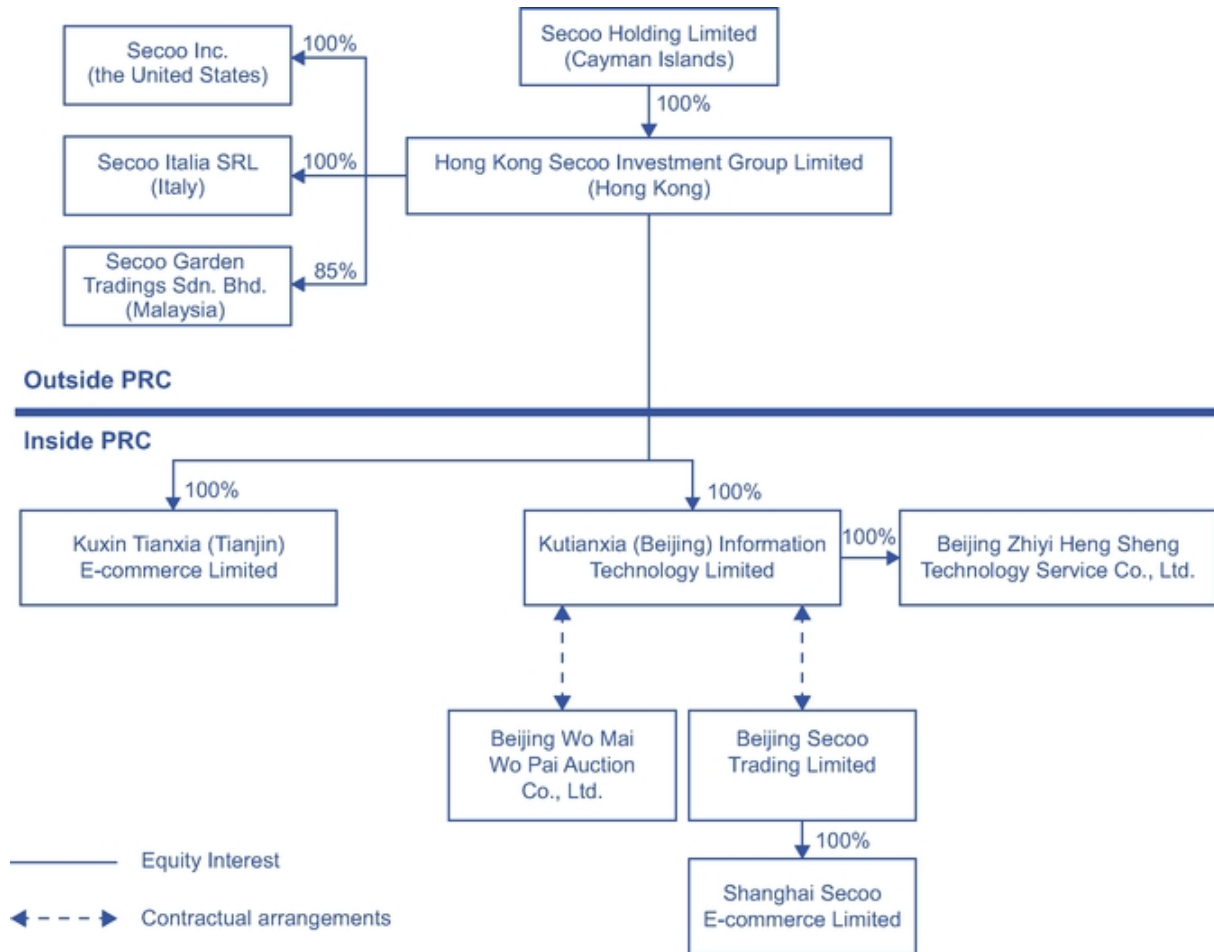 Secoo Holding Limited
(Cayman Islands)
100%
Secoo Inc.
(the United States)
100%
Hong Kong Secoo Investment Group Limited
(Hong Kong)
Secoo Italia SRL
(Italy)
100%
Secoo Garden
Tradings Sdn. Bhd.
(Malaysia)
85%
Outside PRC
Inside PRC
100%
100%
Kuxin Tianxia (Tianjin)
E-commerce Limited
Kutianxia (Beijing) Information
Technology Limited
100%
Beijing Zhiyi Heng Sheng
Technology Service Co., Ltd.
Beijing Wo Mai
Wo Pai Auction
Co., Ltd.
Beijing Secoo
Trading Limited
100%
Shanghai Secoo
E-commerce Limited
Equity Interest
Contractual arrangements